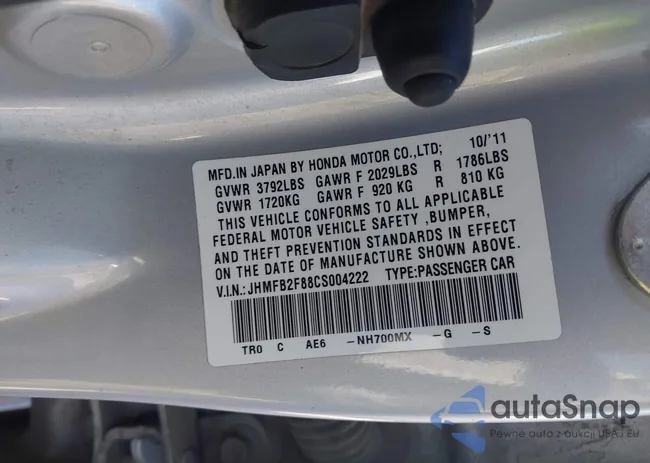 MFD.IN JAPAN BY HONDA MOTOR CO.,LTD; 10/'11
GVWR 3792LBS GAWR F 2029LBS R 1786LBS
GVWR 1720KG GAWR F 920 KG R 810 KG
THIS VEHICLE CONFORMS TO ALL APPLICABLE
FEDERAL MOTOR VEHICLE SAFETY ,BUMPER,
AND THEFT PREVENTION STANDARDS IN EFFECT
ON THE DATE OF MANUFACTURE SHOWN ABOVE.
V.I.N.:JHMFB2F88CS004222 TYPE:PASSENGER CAR
TR0 C AE6 -NH700MX -G -S
autaSnap
Pewne auta z aukcji USA.EU